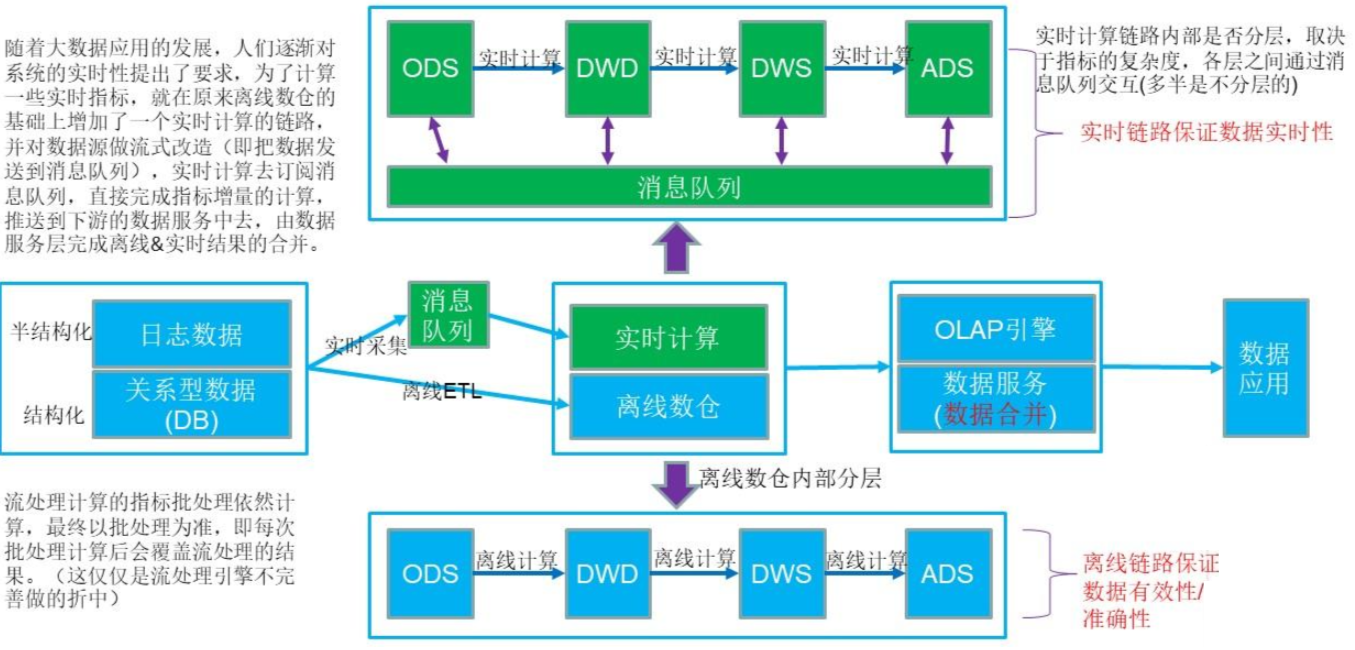 随着大数据应用的发展，人们逐渐对
系统的实时性提出了要求，为了计算
一些实时指标，就在原来离线数仓的
基础上增加了一个实时计算的链路，
并对数据源做流式改造（即把数据发
送到消息队列），实时计算去订阅消
息队列，直接完成指标增量的计算，
推送到下游的数据服务中去，由数据
服务层完成离线&实时结果的合并。
ODS
实时计算
DWD
实时计算
DWS
实时计算
ADS
消息队列
实时计算链路内部是否分层，取决
于指标的复杂度，各层之间通过消
息队列交互(多半是不分层的)
实时链路保证数据实时性
半结构化
日志数据
结构化
关系型数据
(DB)
实时采集
消息
队列
离线ETL
实时计算
离线数仓
OLAP引擎
数据服务
(数据合并)
数据
应用
离线数仓内部分层
流处理计算的指标批处理依然计
算，最终以批处理为准，即每次
批处理计算后会覆盖流处理的结
果。（这仅仅是流处理引擎不完
善做的折中）
ODS
离线计算
DWD
离线计算
DWS
离线计算
ADS
离线链路保证
数据有效性/
准确性